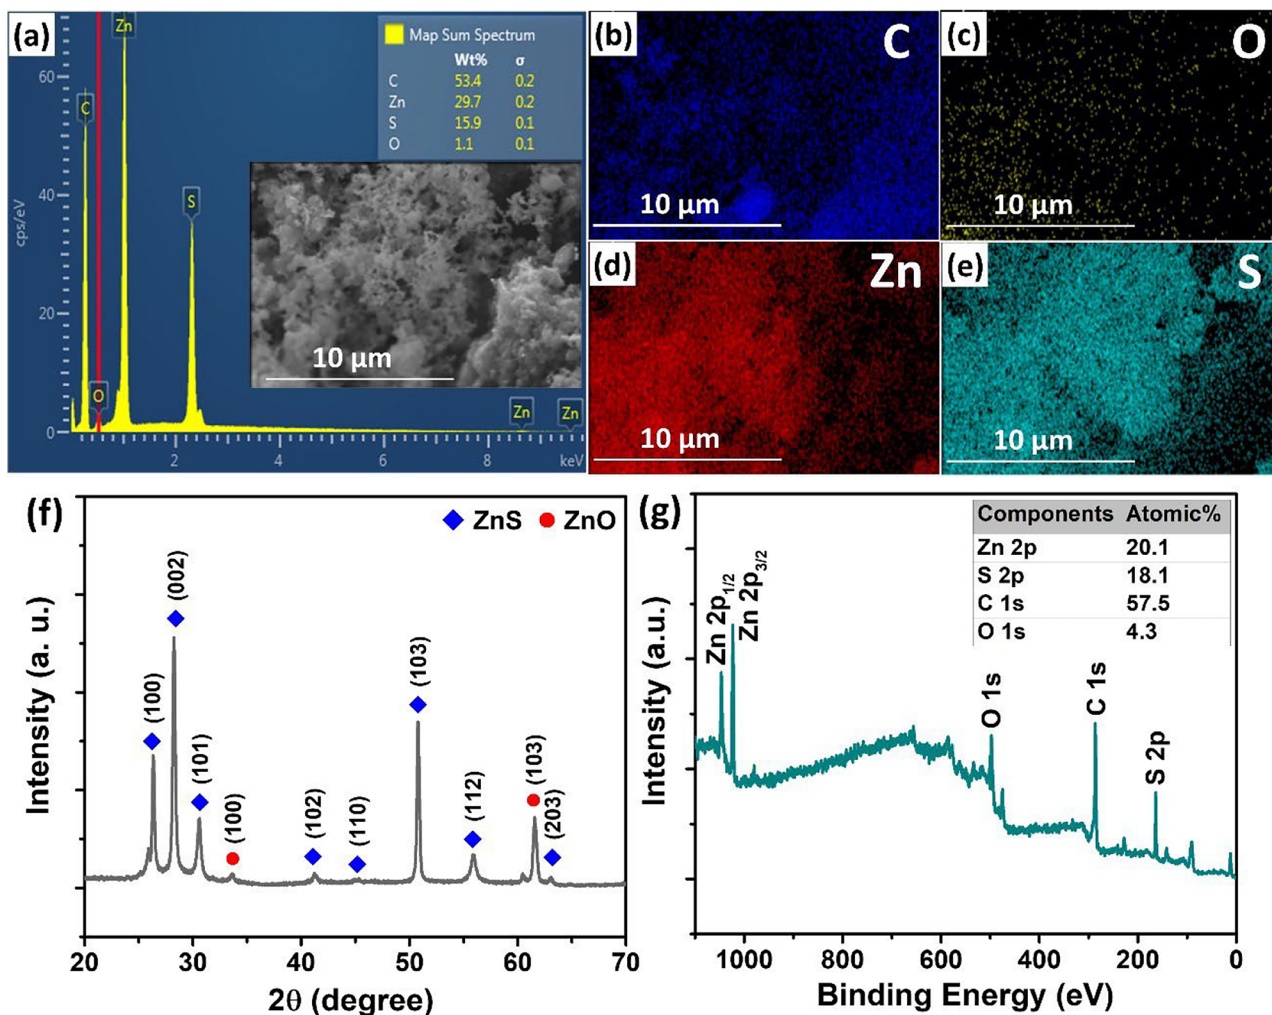 (a)
Map Sum Spectrum
Wt% σ
C 53.4 0.2
Zn 29.7 0.2
S 15.9 0.1
O 1.1 0.1
Zn
C
S
O
Zn
Zn
60
40
20
0
cps/eV
2 4 6 8 keV
10 μm
(b) C
10 μm
(c) O
10 μm
(d) Zn
10 μm
(e) S
10 μm
(f)
ZnS ZnO
(100)
(002)
(101)
(100)
(102)
(110)
(103)
(112)
(103)
(203)
Intensity (a. u.)
20 30 40 50 60 70
2θ (degree)
(g)
Components Atomic%
Zn 2p 20.1
S 2p 18.1
C 1s 57.5
O 1s 4.3
Zn 2p1/2
Zn 2p3/2
O 1s
C 1s
S 2p
Intensity (a.u.)
1000 800 600 400 200 0
Binding Energy (eV)